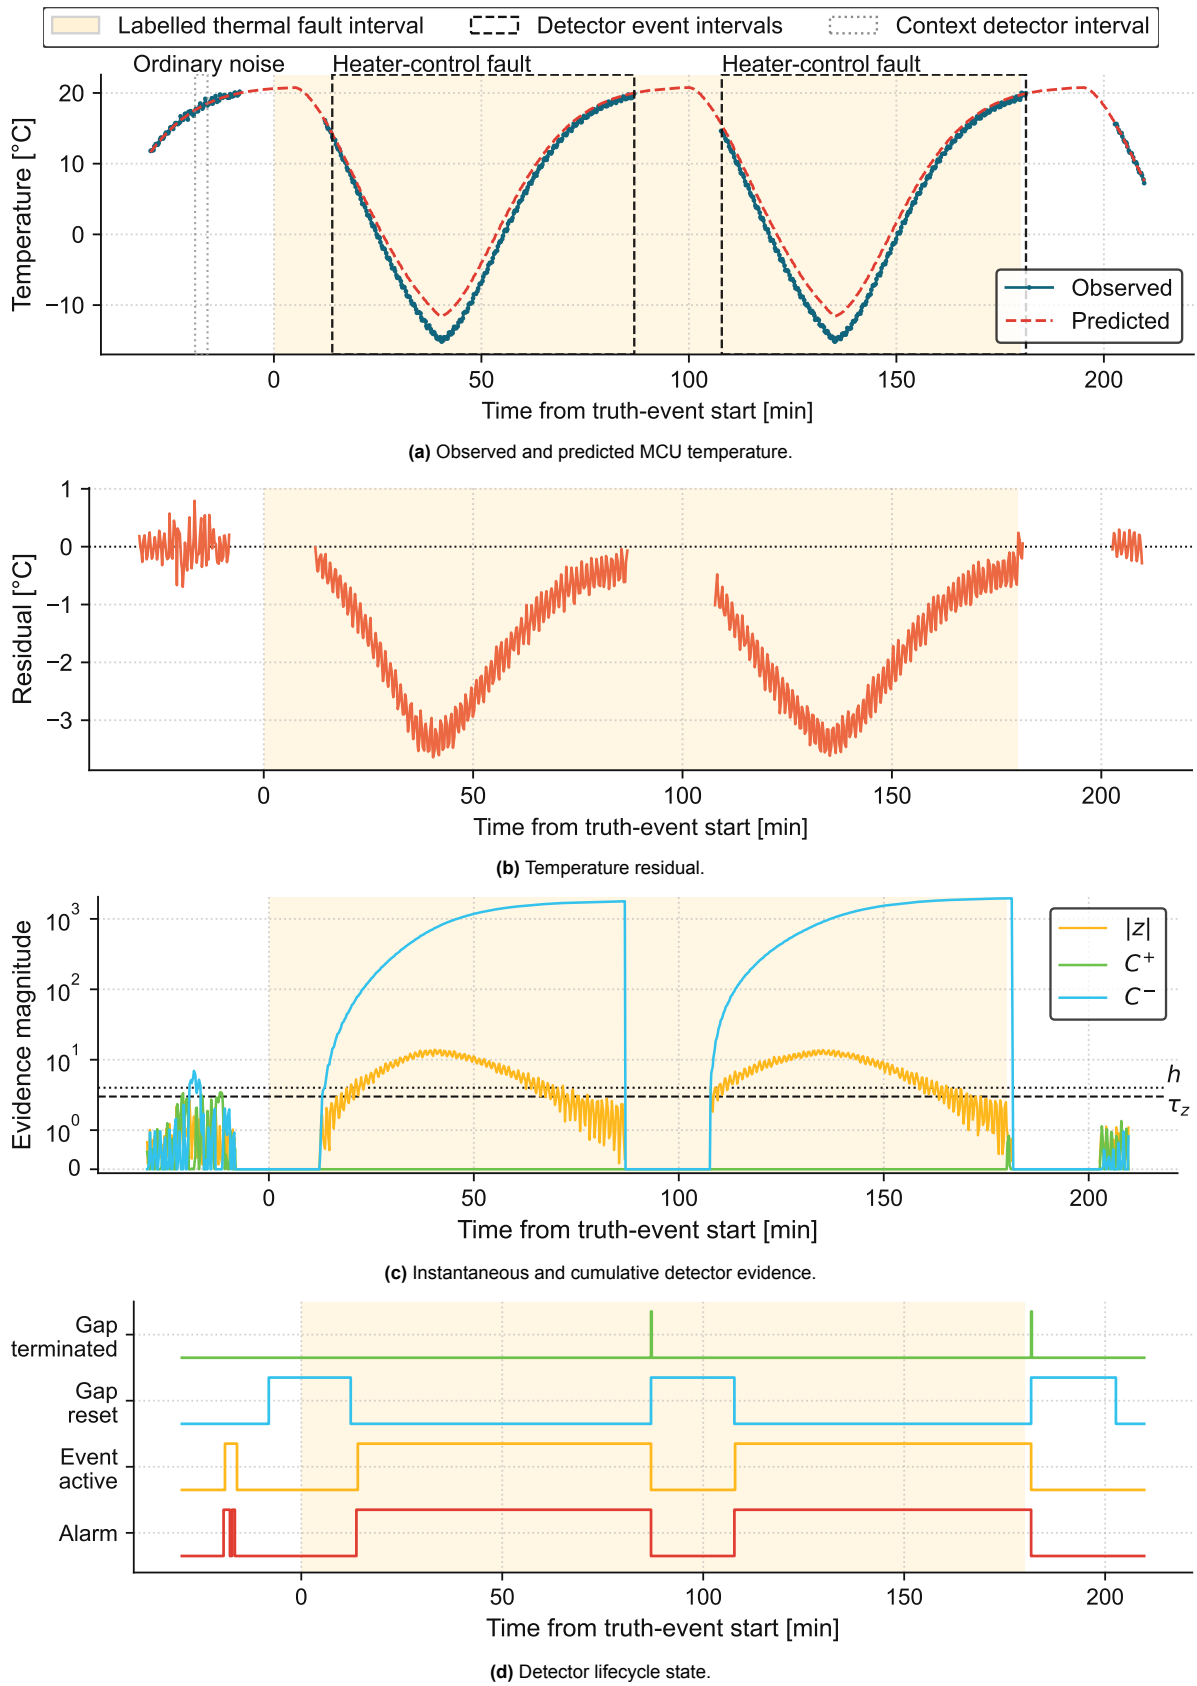 Labelled thermal fault interval Detector event intervals Context detector interval
Ordinary noise Heater-control fault Heater-control fault
Temperature [°C]
20
10
0
−10
Observed
Predicted
0 50 100 150 200
Time from truth-event start [min]
(a) Observed and predicted MCU temperature.
Residual [°C]
1
0
−1
−2
−3
0 50 100 150 200
Time from truth-event start [min]
(b) Temperature residual.
Evidence magnitude
10³
10²
10¹
10⁰
0
|z|
C⁺
C⁻
h
τ_z
0 50 100 150 200
Time from truth-event start [min]
(c) Instantaneous and cumulative detector evidence.
Gap
terminated
Gap
reset
Event
active
Alarm
0 50 100 150 200
Time from truth-event start [min]
(d) Detector lifecycle state.